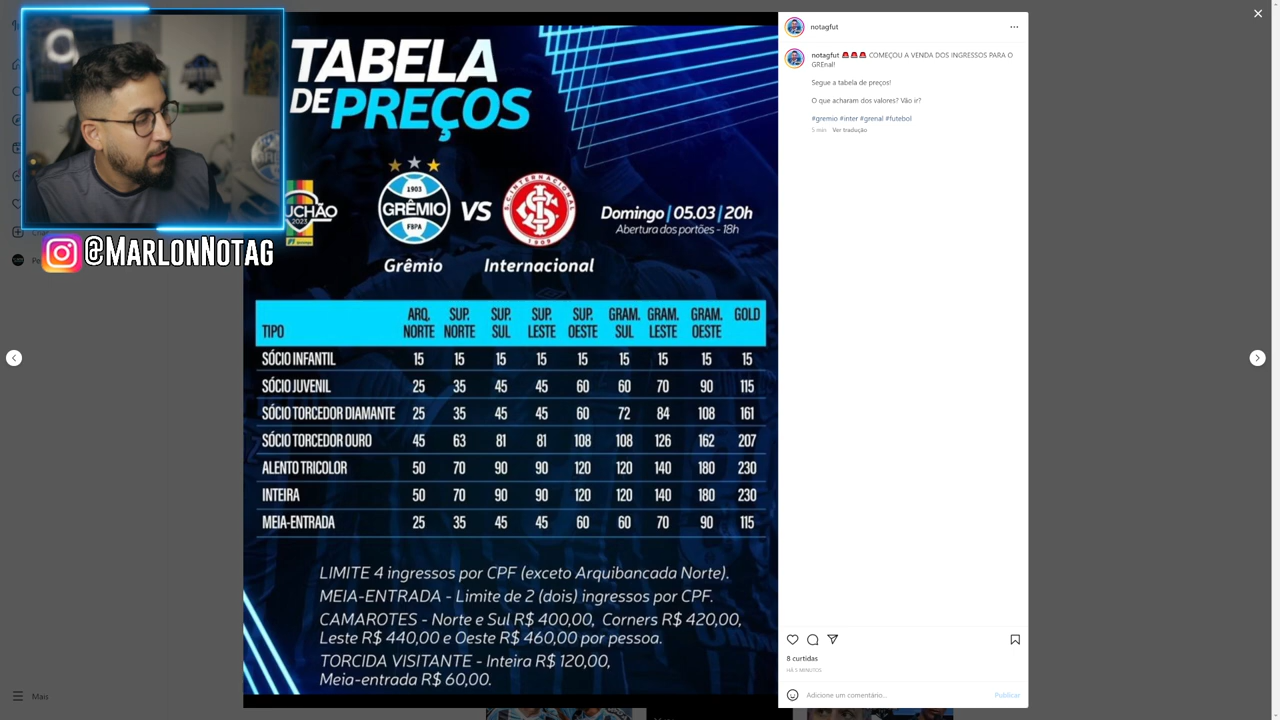 @MARLONNOTAG
TABELA
DE PREÇOS
UCHÃO
2023
1903
GRÊMIO
FBPA
VS
S.C. INTERNACIONAL
1909
Grêmio
Internacional
Domingo | 05.03 | 20h
Abertura dos portões - 18h
TIPO ARQ. NORTE SUP. NORTE SUP. SUL SUP. LESTE SUP. OESTE GRAM. SUL GRAM. LESTE GRAM. OESTE GOLD
SÓCIO INFANTIL 15 15 15 15 15 15 15 15 15
SÓCIO JUVENIL 25 35 45 45 60 60 70 90 115
SÓCIO TORCEDOR DIAMANTE 25 35 45 45 60 72 84 108 161
SÓCIO TORCEDOR OURO 45 63 81 81 108 108 126 162 207
ALENTO TRICOLOR 50 70 90 90 120 120 140 180 230
INTEIRA 50 70 90 90 120 120 140 180 230
MEIA-ENTRADA 25 35 45 45 60 60 70 90 115
LIMITE 4 ingressos por CPF (exceto Arquibancada Norte).
MEIA-ENTRADA - Limite de 2 (dois) ingressos por CPF.
CAMAROTES - Norte e Sul R$ 400,00, Corners R$ 420,00,
Leste R$ 440,00 e Oeste R$ 460,00 por pessoa.
TORCIDA VISITANTE - Inteira R$ 120,00,
Meia-entrada R$ 60,00.
Mais
notagfut
notagfut 🚨🚨🚨 COMEÇOU A VENDA DOS INGRESSOS PARA O
GREnal!
Segue a tabela de preços!
O que acharam dos valores? Vão ir?
#gremio #inter #grenal #futebol
5 min Ver tradução
8 curtidas
HÁ 5 MINUTOS
Adicione um comentário...
Publicar